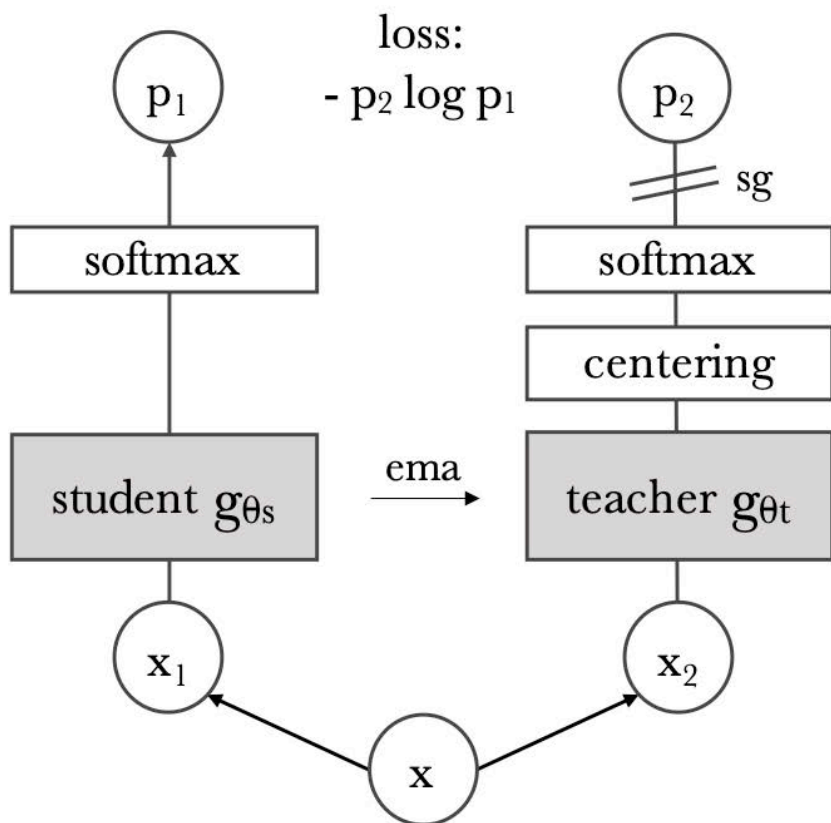 loss:
p₁ - p₂ log p₁ p₂
sg
softmax softmax
centering
student gθs ema teacher gθt
x₁ x₂
x